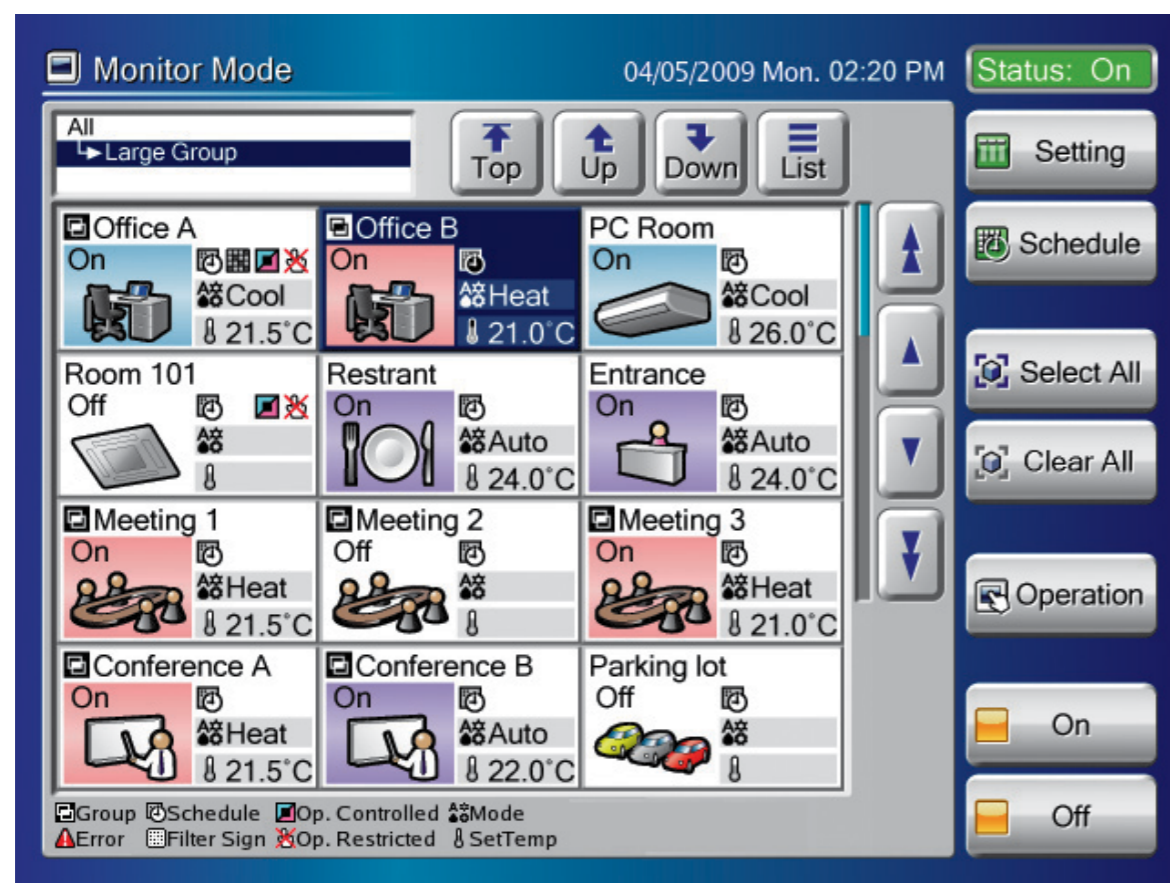 Monitor Mode
04/05/2009 Mon. 02:20 PM
Status: On
All
Large Group
Top
Up
Down
List
Setting
Schedule
Select All
Clear All
Operation
On
Off
Office A
On
Cool
21.5°C
Office B
On
Heat
21.0°C
PC Room
On
Cool
26.0°C
Room 101
Off
Restrant
On
Auto
24.0°C
Entrance
On
Auto
24.0°C
Meeting 1
On
Heat
21.5°C
Meeting 2
Off
Meeting 3
On
Heat
21.0°C
Conference A
On
Heat
21.5°C
Conference B
On
Auto
22.0°C
Parking lot
Off
Group Schedule Op. Controlled Mode
Error Filter Sign Op. Restricted SetTemp